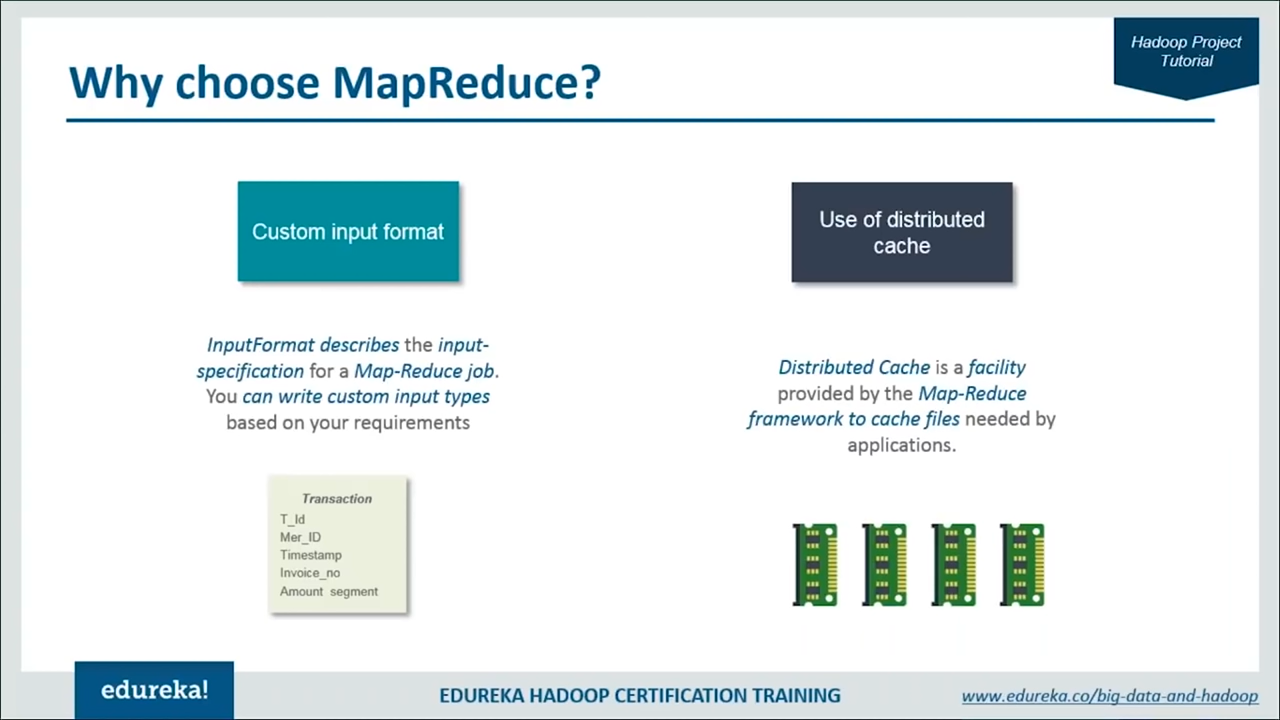 Hadoop Project
Tutorial
Why choose MapReduce?
Custom input format
InputFormat describes the input-
specification for a Map-Reduce job.
You can write custom input types
based on your requirements
Transaction
T_Id
Mer_ID
Timestamp
Invoice_no
Amount segment
Use of distributed
cache
Distributed Cache is a facility
provided by the Map-Reduce
framework to cache files needed by
applications.
edureka!
EDUREKA HADOOP CERTIFICATION TRAINING
www.edureka.co/big-data-and-hadoop